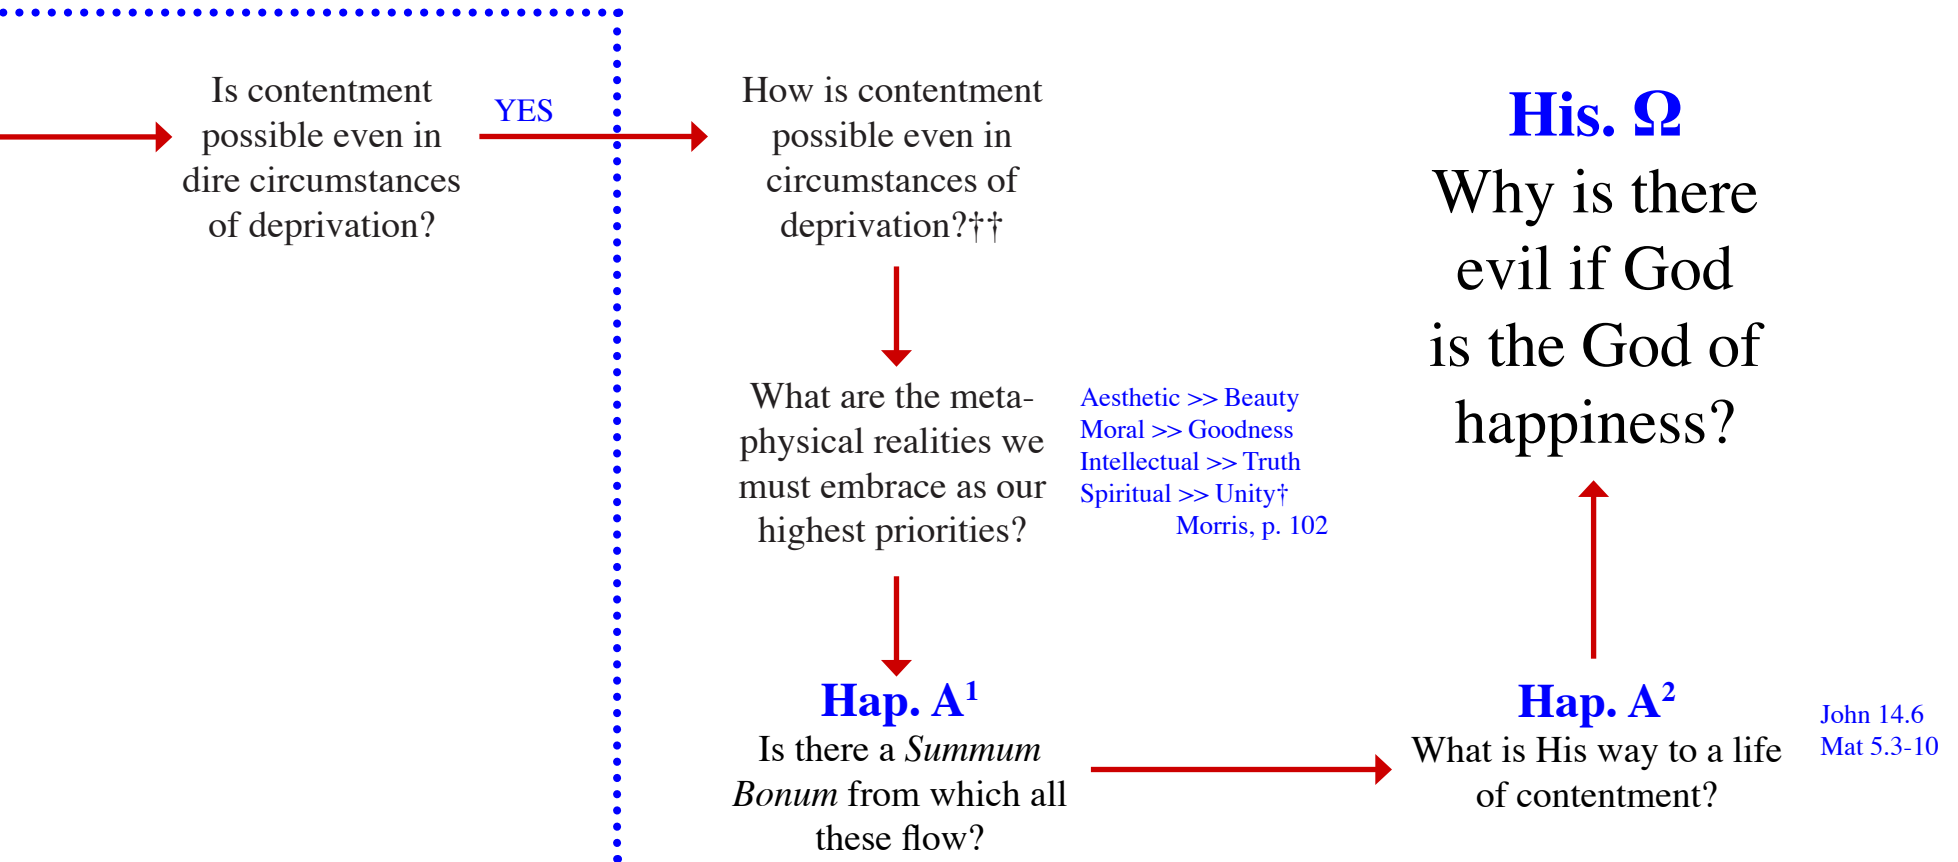 Is contentment
possible even in
dire circumstances
of deprivation?
YES
How is contentment
possible even in
circumstances of
deprivation?††
What are the meta-
physical realities we
must embrace as our
highest priorities?
Aesthetic >> Beauty
Moral >> Goodness
Intellectual >> Truth
Spiritual >> Unity†
Morris, p. 102
Hap. A¹
Is there a Summum
Bonum from which all
these flow?
Hap. A²
What is His way to a life
of contentment?
John 14.6
Mat 5.3-10
His. Ω
Why is there
evil if God
is the God of
happiness?